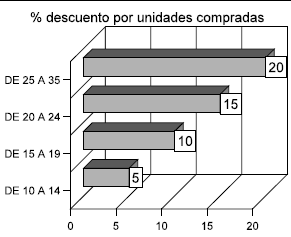 % descuento por unidades compradas
20
DE 25 A 35
15
DE 20 A 24
10
DE 15 A 19
5
DE 10 A 14
0 5 10 15 20